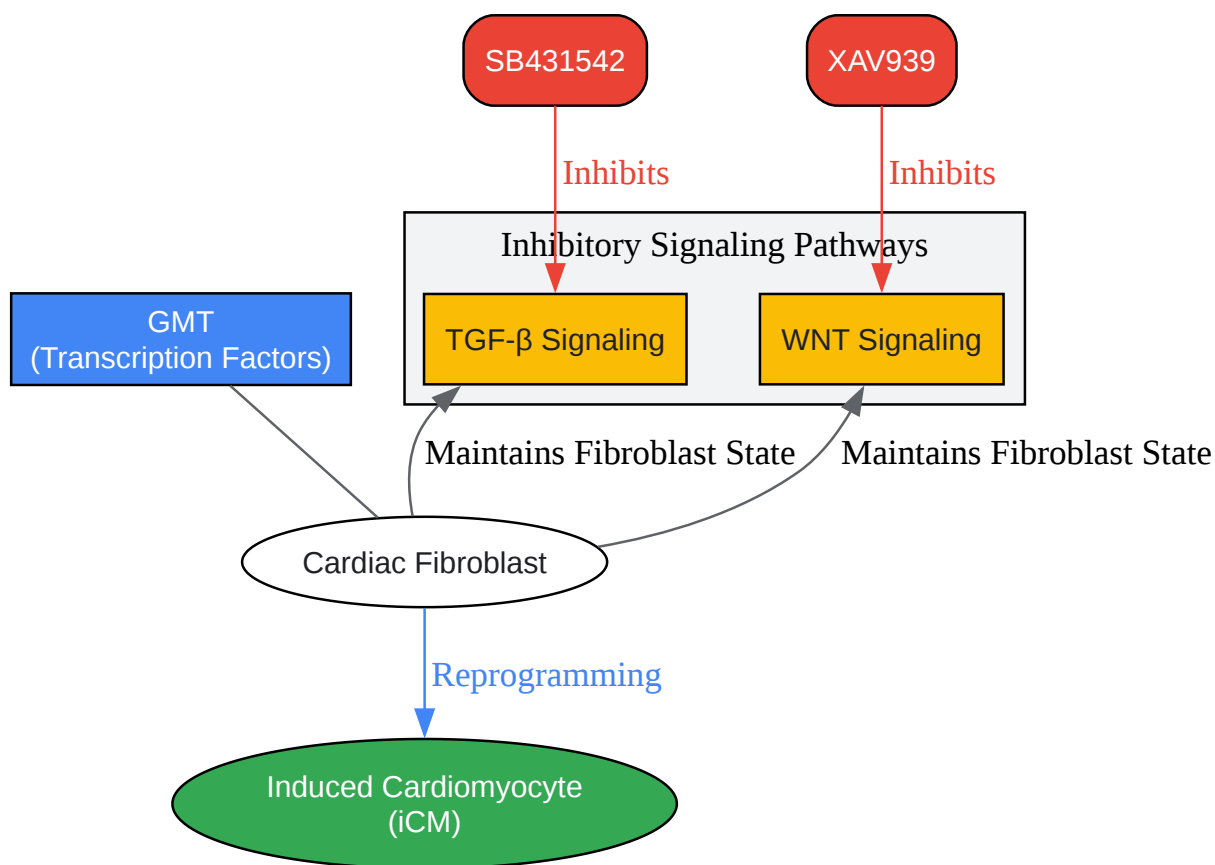 SB431542
XAV939
Inhibits
Inhibits
Inhibitory Signaling Pathways
GMT
(Transcription Factors)
TGF-β Signaling
WNT Signaling
Maintains Fibroblast State
Maintains Fibroblast State
Cardiac Fibroblast
Reprogramming
Induced Cardiomyocyte
(iCM)